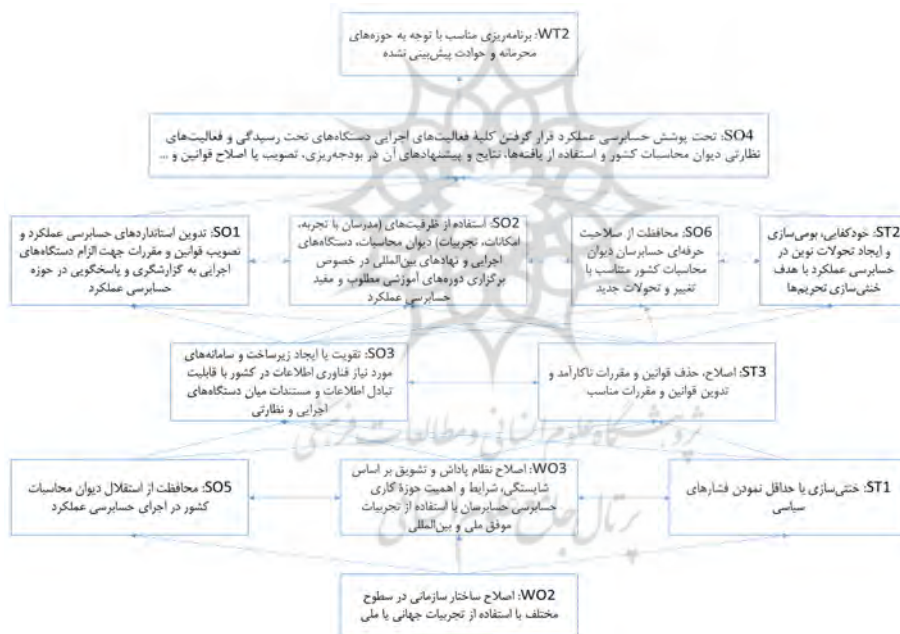 WT2: برنامه‌ریزی مناسب با توجه به حوزه‌های
محرمانه و حوادث پیش‌بینی نشده
SO4: تحت پوشش حسابرسی عملکرد قرار گرفتن کلیهٔ فعالیت‌های اجرایی دستگاه‌های تحت رسیدگی و فعالیت‌های
نظارتی دیوان محاسبات کشور و استفاده از یافته‌ها، نتایج و پیشنهادهای آن در بودجه‌ریزی، تصویب یا اصلاح قوانین و ...
SO1: تدوین استانداردهای حسابرسی عملکرد و
تصویب قوانین و مقررات جهت الزام دستگاه‌های
اجرایی به گزارشگری و پاسخگویی در حوزه
حسابرسی عملکرد
SO2: استفاده از ظرفیت‌های (مدرسان با تجربه،
امکانات، تجربیات) دیوان محاسبات، دستگاه‌های
اجرایی و نهادهای بین‌المللی در خصوص
برگزاری دوره‌های آموزشی مطلوب و مفید
حسابرسی عملکرد
SO6: محافظت از صلاحیت
حرفه‌ای حسابرسان دیوان
محاسبات کشور متناسب با
تغییر و تحولات جدید
ST2: خودکفایی، بومی‌سازی
و ایجاد تحولات نوین در
حسابرسی عملکرد با هدف
خنثی‌سازی تحریم‌ها
SO3: تقویت یا ایجاد زیرساخت و سامانه‌های
مورد نیاز فناوری اطلاعات در کشور با قابلیت
تبادل اطلاعات و مستندات میان دستگاه‌های
اجرایی و نظارتی
ST3: اصلاح، حذف قوانین و مقررات ناکارآمد و
تدوین قوانین و مقررات مناسب
پژوهشگاه علوم انسانی و مطالعات فرهنگی
SO5: محافظت از استقلال دیوان محاسبات
کشور در اجرای حسابرسی عملکرد
WO3: اصلاح نظام پاداش و تشویق بر اساس
شایستگی، شرایط و اهمیت حوزهٔ کاری
حسابرسی حسابرسان با استفاده از تجربیات
موفق ملی و بین‌المللی
ST1: خنثی‌سازی یا حداقل نمودن فشارهای
سیاسی
پرتال جامع علوم انسانی
WO2: اصلاح ساختار سازمانی در سطوح
مختلف با استفاده از تجربیات جهانی یا ملی